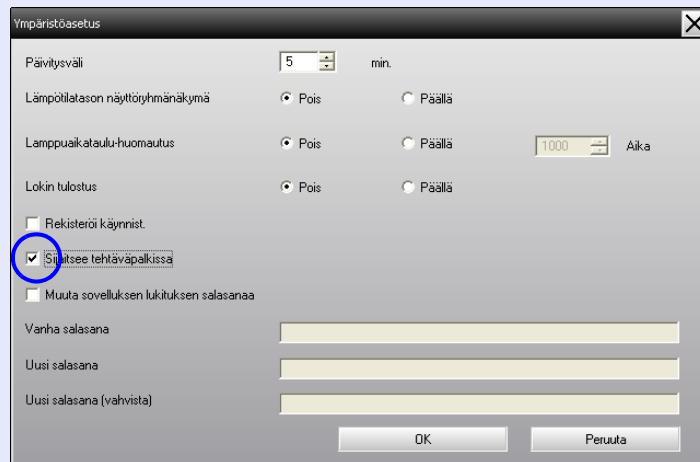 Ympäristöasetus
Päivitysväli 5 min.
Lämpötilatason näyttöryhmänäkymä Pois Päällä
Lamppuaikataulu-huomautus Pois Päällä 1000 Aika
Lokin tulostus Pois Päällä
Rekisteröi käynnist.
Sijaitsee tehtäväpalkissa
Muuta sovelluksen lukituksen salasanaa
Vanha salasana
Uusi salasana
Uusi salasana (vahvista)
OK Peruuta